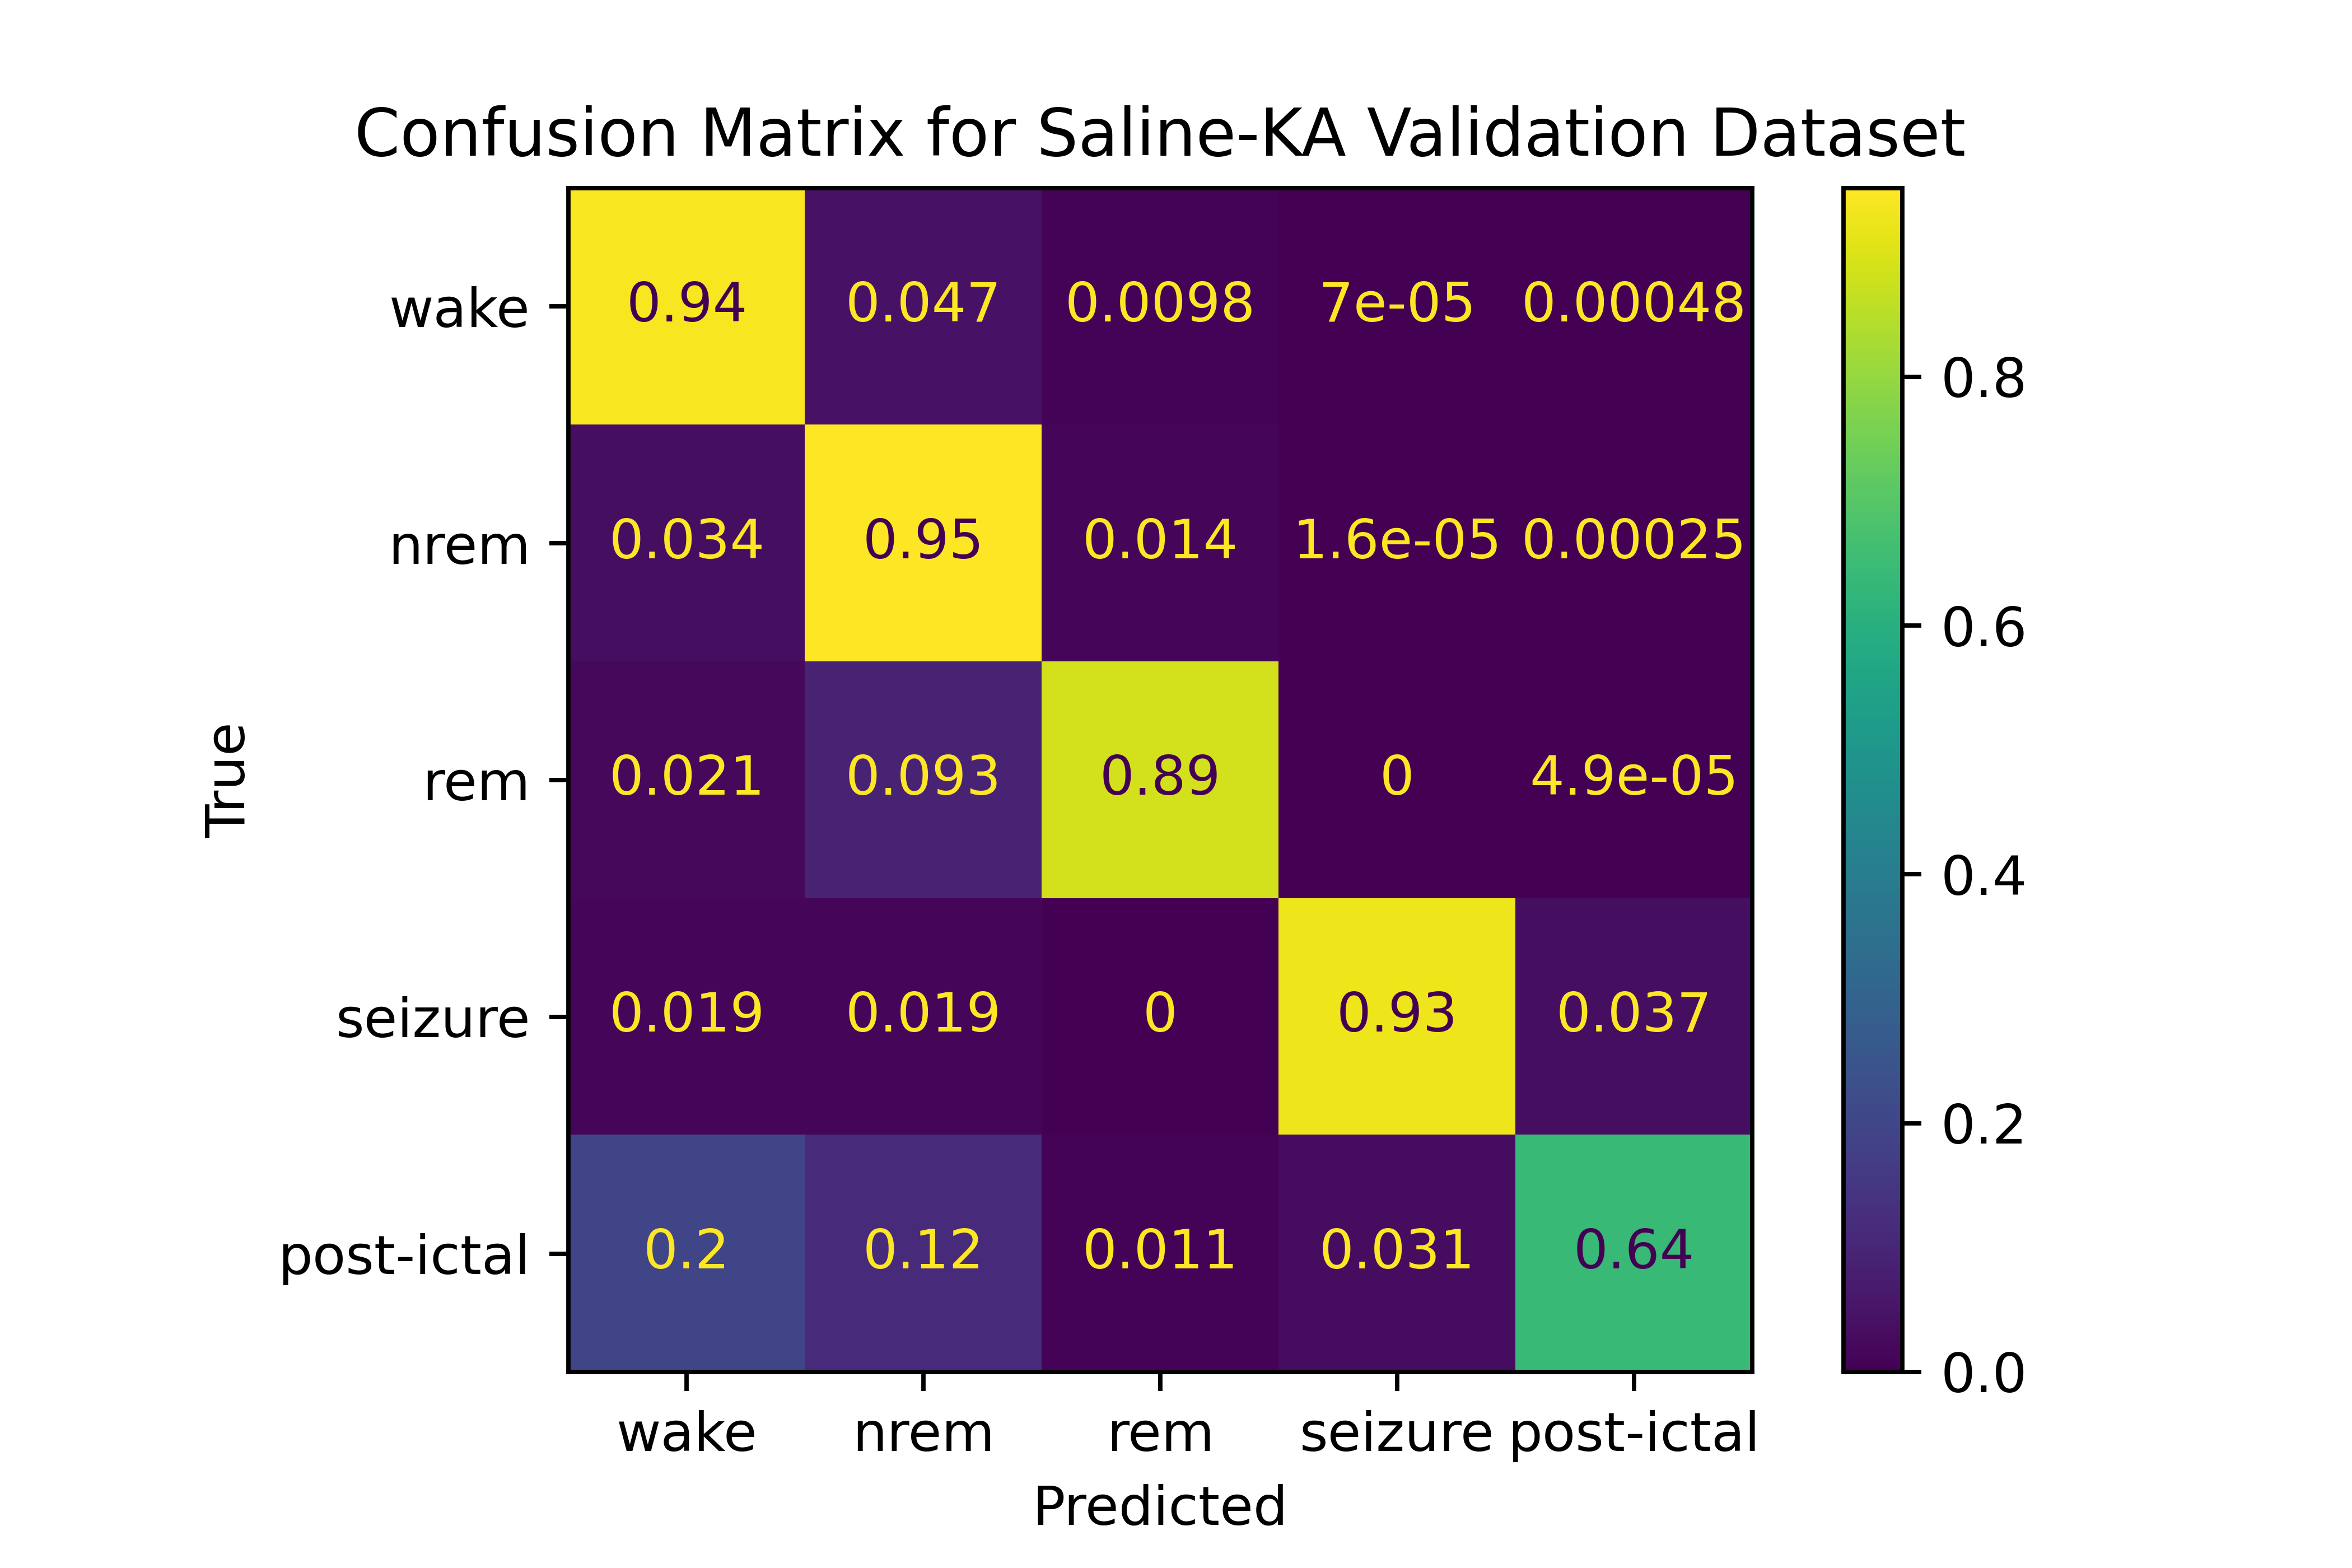 Confusion Matrix for Saline-KA Validation Dataset
wake 0.94 0.047 0.0098 7e-05 0.00048
nrem 0.034 0.95 0.014 1.6e-05 0.00025
rem 0.021 0.093 0.89 0 4.9e-05
seizure 0.019 0.019 0 0.93 0.037
post-ictal 0.2 0.12 0.011 0.031 0.64
wake nrem rem seizure post-ictal
Predicted
True
0.8
0.6
0.4
0.2
0.0